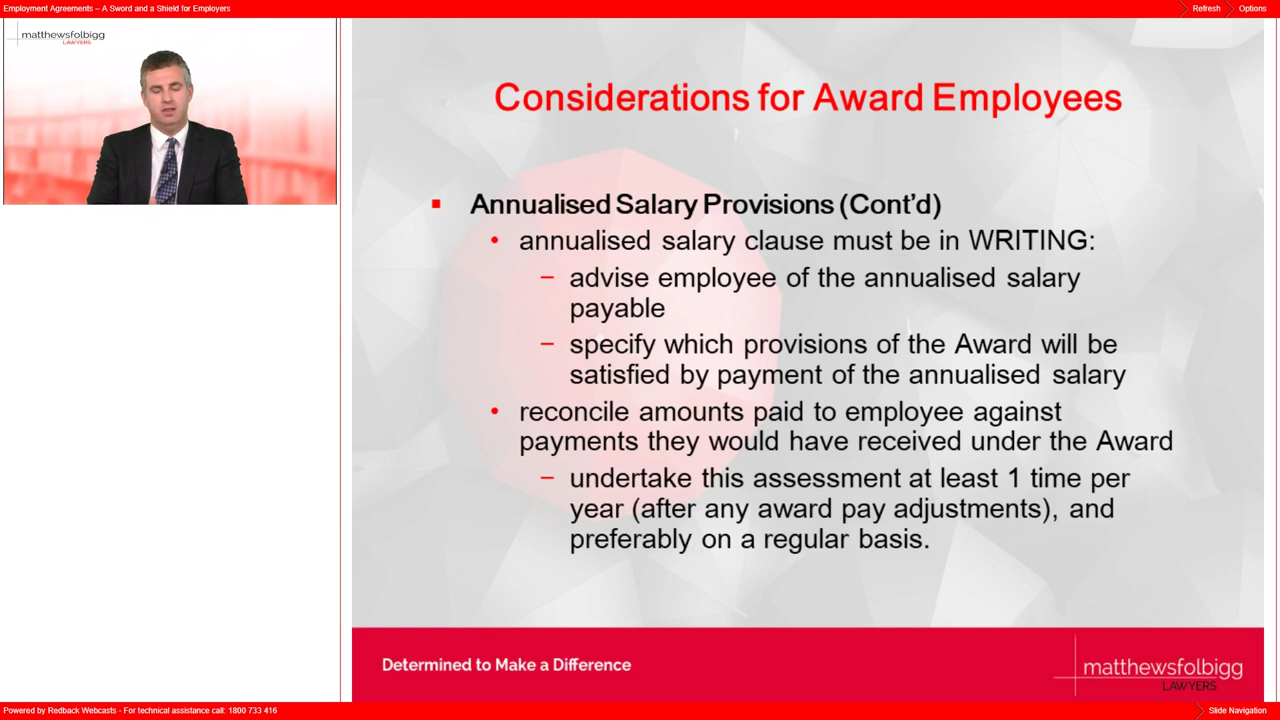 Employment Agreements – A Sword and a Shield for Employers
Refresh
Options
matthewsfolbigg
LAWYERS
Considerations for Award Employees
Annualised Salary Provisions (Cont'd)
annualised salary clause must be in WRITING:
advise employee of the annualised salary
payable
specify which provisions of the Award will be
satisfied by payment of the annualised salary
reconcile amounts paid to employee against
payments they would have received under the Award
undertake this assessment at least 1 time per
year (after any award pay adjustments), and
preferably on a regular basis.
Determined to Make a Difference
matthewsfolbigg
LAWYERS
Powered by Redback Webcasts - For technical assistance call: 1800 733 416
Slide Navigation